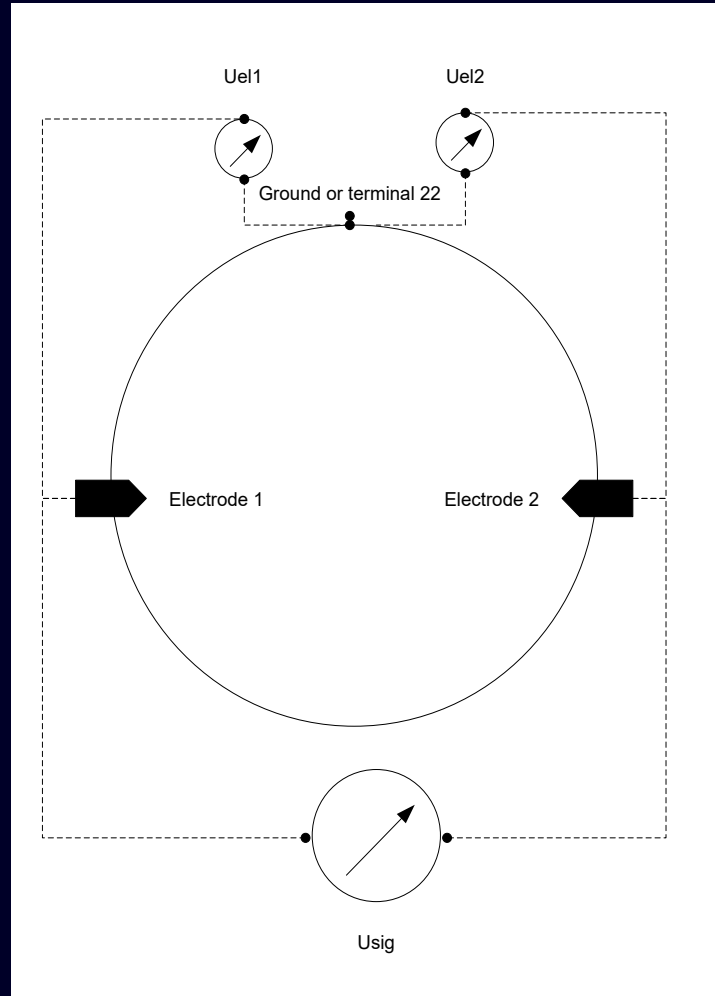 Uel1
Uel2
Ground or terminal 22
Electrode 1
Electrode 2
Usig